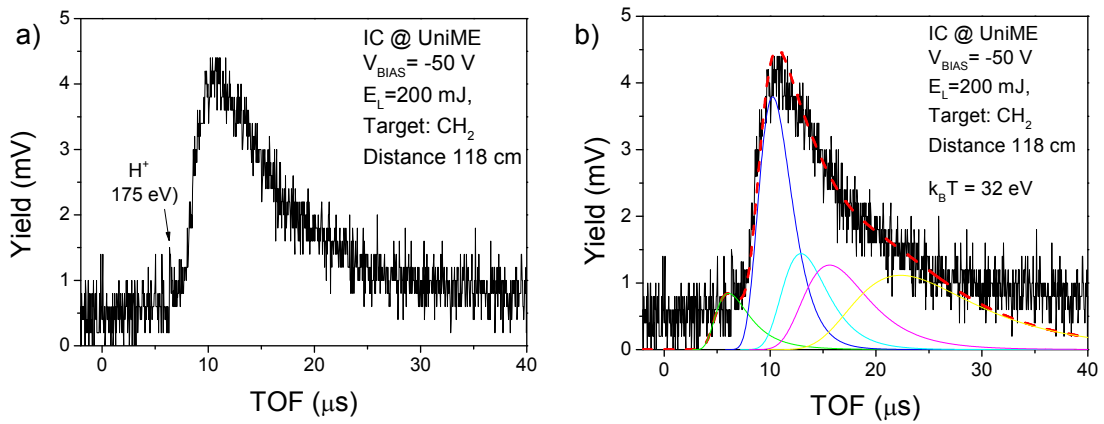 a)
IC @ UniME
V_BIAS= -50 V
E_L=200 mJ,
Target: CH_2
Distance 118 cm
H^+
175 eV)
Yield (mV)
5
4
3
2
1
0
0 10 20 30 40
TOF (μs)
b)
IC @ UniME
V_BIAS= -50 V
E_L=200 mJ,
Target: CH_2
Distance 118 cm
k_BT = 32 eV
Yield (mV)
5
4
3
2
1
0
0 10 20 30 40
TOF (μs)